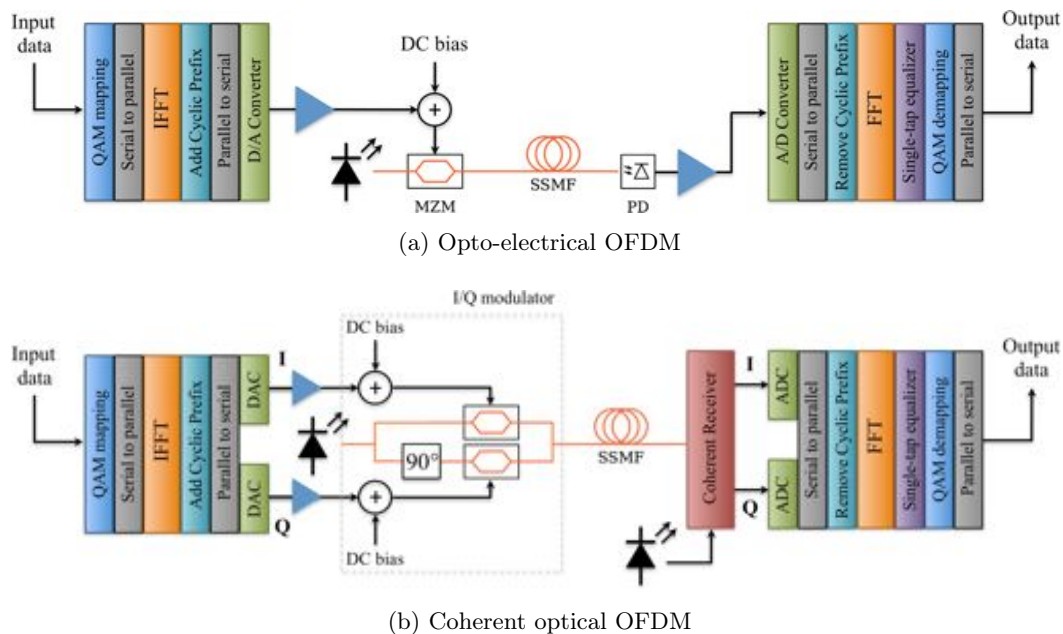 Input
data
QAM mapping
Serial to parallel
IFFT
Add Cyclic Prefix
Parallel to serial
D/A Converter
DC bias
+
MZM
SSMF
PD
A/D Converter
Serial to parallel
Remove Cyclic Prefix
FFT
Single-tap equalizer
QAM demapping
Parallel to serial
Output
data
(a) Opto-electrical OFDM
I/Q modulator
Input
data
QAM mapping
Serial to parallel
IFFT
Add Cyclic Prefix
Parallel to serial
DAC
DAC
I
Q
DC bias
+
90°
+
DC bias
SSMF
Coherent Receiver
I
Q
ADC
ADC
Serial to parallel
Remove Cyclic Prefix
FFT
Single-tap equalizer
QAM demapping
Parallel to serial
Output
data
(b) Coherent optical OFDM